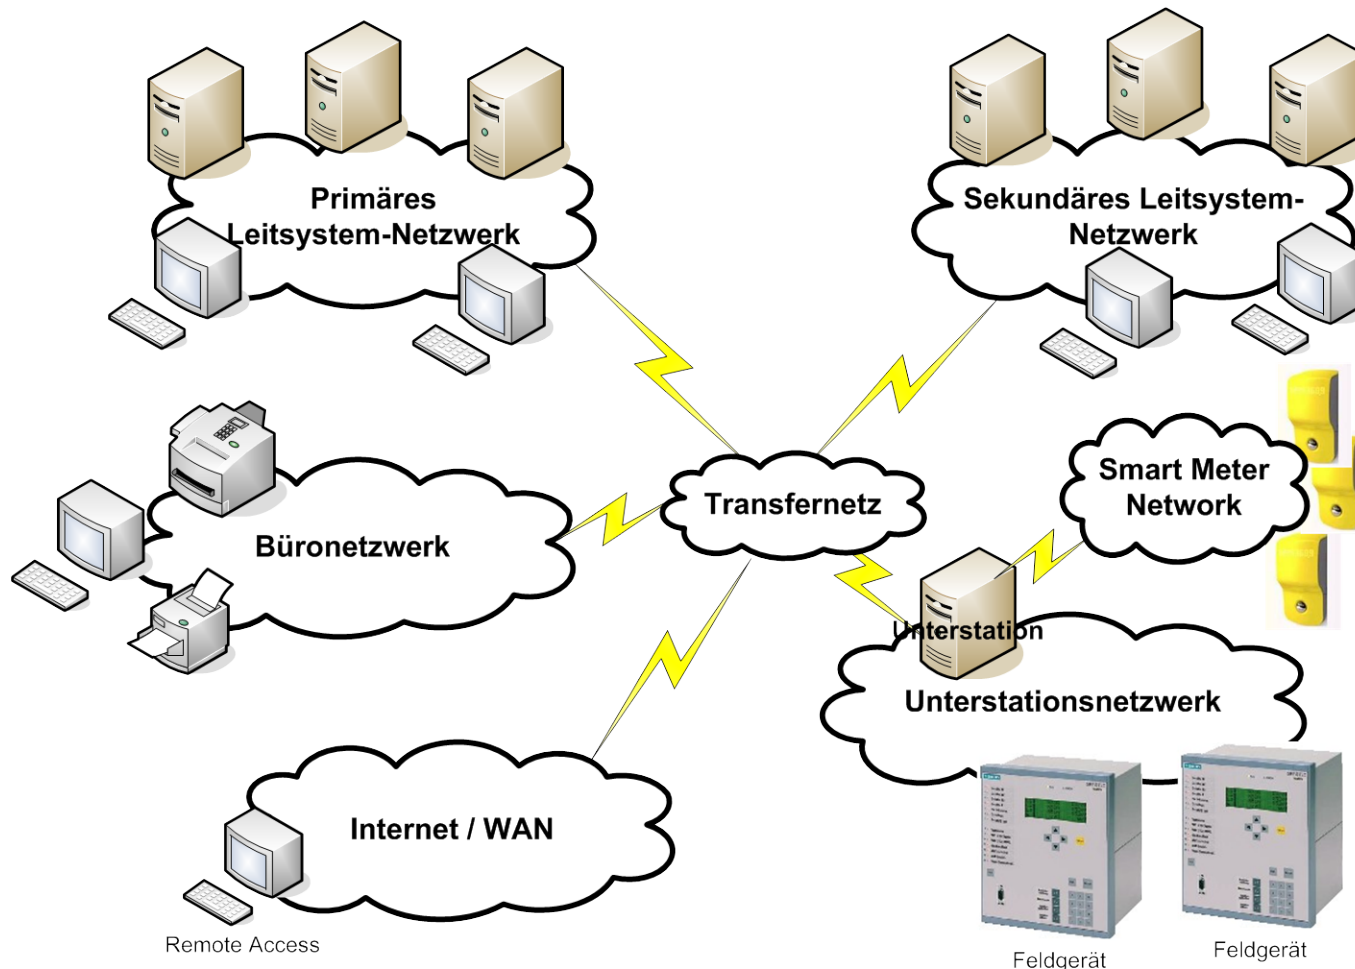 Primäres
Leitsystem-Netzwerk
Sekundäres Leitsystem-
Netzwerk
Smart Meter
Network
Transfernetz
Büronetzwerk
Unterstation
Unterstationsnetzwerk
Internet / WAN
Remote Access
Feldgerät
Feldgerät